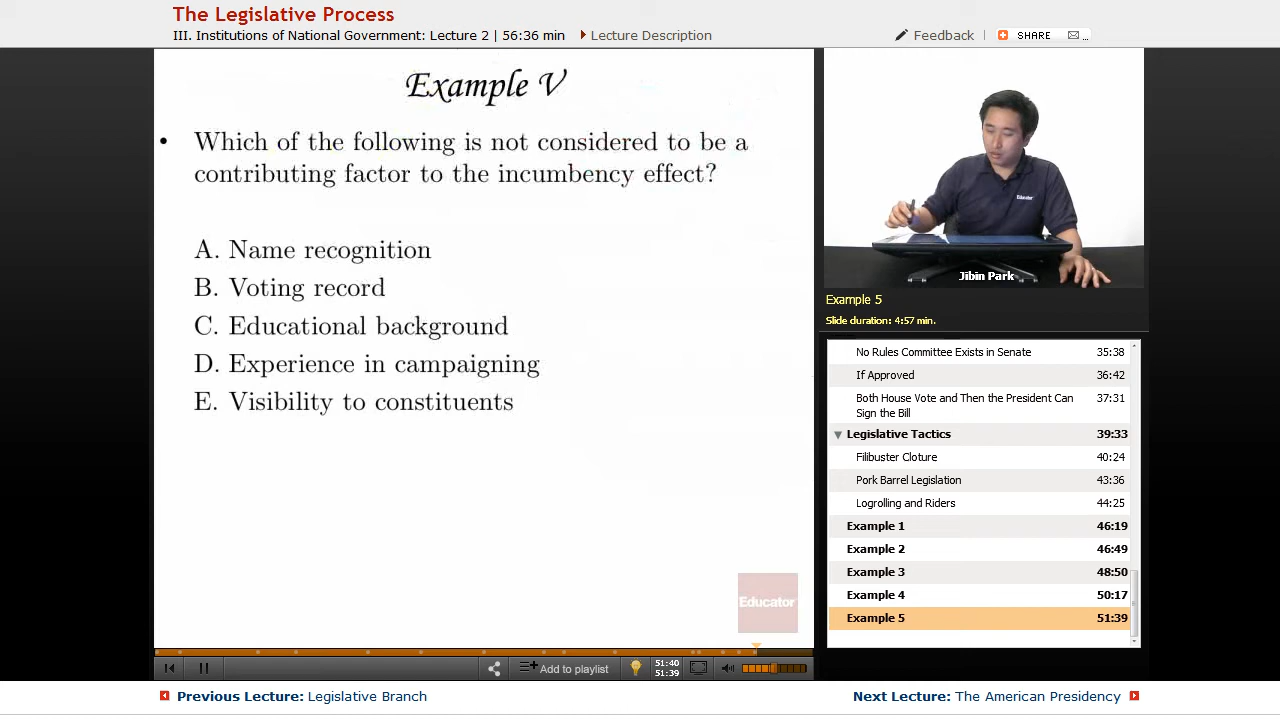 The Legislative Process
III. Institutions of National Government: Lecture 2 | 56:36 min
Lecture Description
Feedback
SHARE
Example V
• Which of the following is not considered to be a
contributing factor to the incumbency effect?
A. Name recognition
B. Voting record
C. Educational background
D. Experience in campaigning
E. Visibility to constituents
Educator
Educator
Jibin Park
Example 5
Slide duration: 4:57 min.
No Rules Committee Exists in Senate 35:38
If Approved 36:42
Both House Vote and Then the President Can 37:31
Sign the Bill
Legislative Tactics 39:33
Filibuster Cloture 40:24
Pork Barrel Legislation 43:36
Logrolling and Riders 44:25
Example 1 46:19
Example 2 46:49
Example 3 48:50
Example 4 50:17
Example 5 51:39
Add to playlist
51:40
51:39
Previous Lecture: Legislative Branch
Next Lecture: The American Presidency